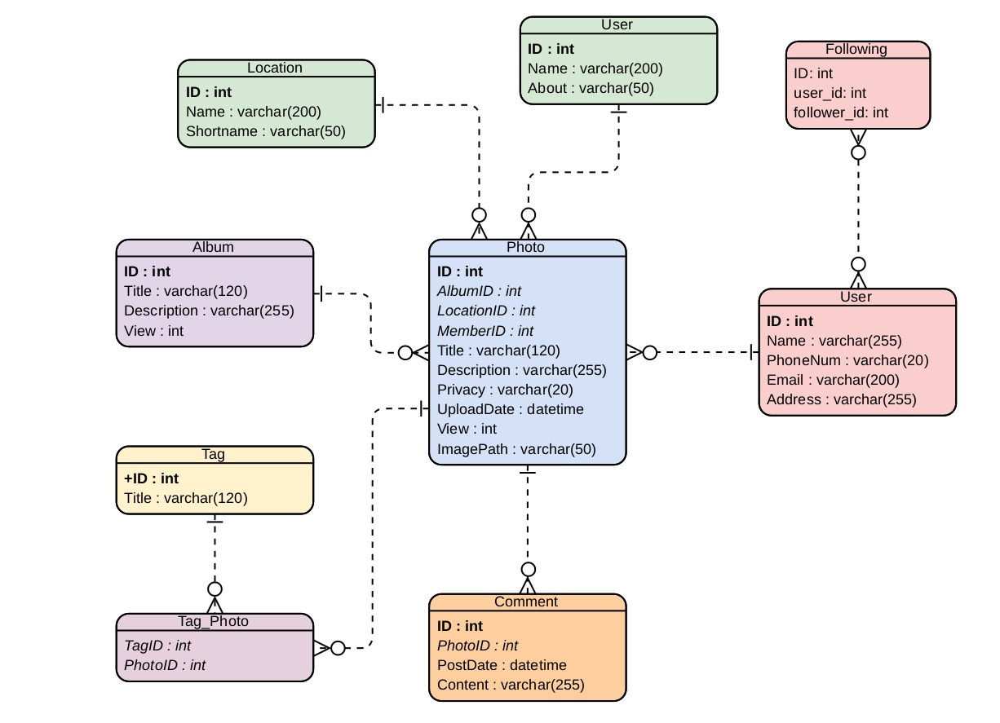 User
ID : int
Name : varchar(200)
About : varchar(50)
Following
ID: int
user_id: int
follower_id: int
Location
ID : int
Name : varchar(200)
Shortname : varchar(50)
Album
ID : int
Title : varchar(120)
Description : varchar(255)
View : int
Photo
ID : int
AlbumID : int
LocationID : int
MemberID : int
Title : varchar(120)
Description : varchar(255)
Privacy : varchar(20)
UploadDate : datetime
View : int
ImagePath : varchar(50)
User
ID : int
Name : varchar(255)
PhoneNum : varchar(20)
Email : varchar(200)
Address : varchar(255)
Tag
+ID : int
Title : varchar(120)
Tag_Photo
TagID : int
PhotoID : int
Comment
ID : int
PhotoID : int
PostDate : datetime
Content : varchar(255)